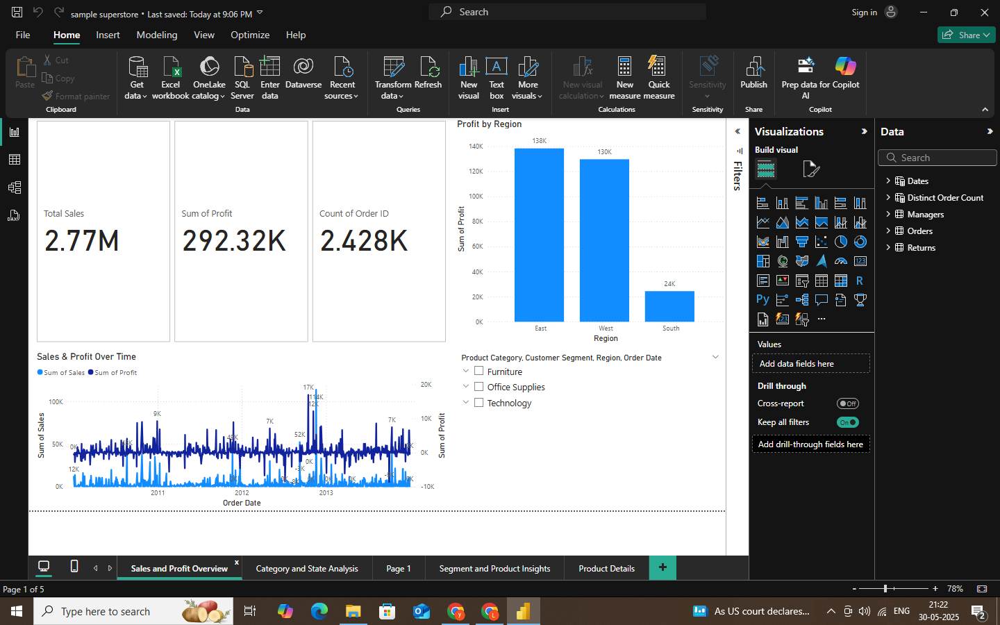 sample superstore • Last saved: Today at 9:06 PM
Search
Sign in
File
Home
Insert
Modeling
View
Optimize
Help
Share
Paste
Cut
Copy
Format painter
Clipboard
Get data
Excel workbook
OneLake catalog
SQL Server
Enter data
Dataverse
Recent sources
Data
Transform data
Refresh
Queries
New visual
Text box
More visuals
Insert
New visual calculation
New measure
Quick measure
Calculations
Sensitivity
Sensitivity
Publish
Share
Prep data for AI
Copilot
Copilot
Total Sales
2.77M
Sum of Profit
292.32K
Count of Order ID
2.428K
Profit by Region
Sum of Profit
140K
120K
100K
80K
60K
40K
20K
0K
138K
130K
24K
East
West
South
Region
Sales & Profit Over Time
Sum of Sales
Sum of Profit
Sum of Sales
100K
50K
0K
12K
0K
9K
7K
52K
17K
114K
12K
0K
-3K
7K
20K
10K
0K
-10K
Sum of Profit
2011
2012
2013
Order Date
Product Category, Customer Segment, Region, Order Date
Furniture
Office Supplies
Technology
Filters
Visualizations
Build visual
123
R
Py
123
Values
Add data fields here
Drill through
Cross-report
Off
Keep all filters
On
Add drill-through fields here
Data
Search
Dates
Distinct Order Count
Managers
Orders
Returns
DAX
Sales and Profit Overview
x
Category and State Analysis
Page 1
Segment and Product Insights
Product Details
+
Page 1 of 5
- + 78%
Type here to search
As US court declares...
ENG
21:22
30-05-2025
2